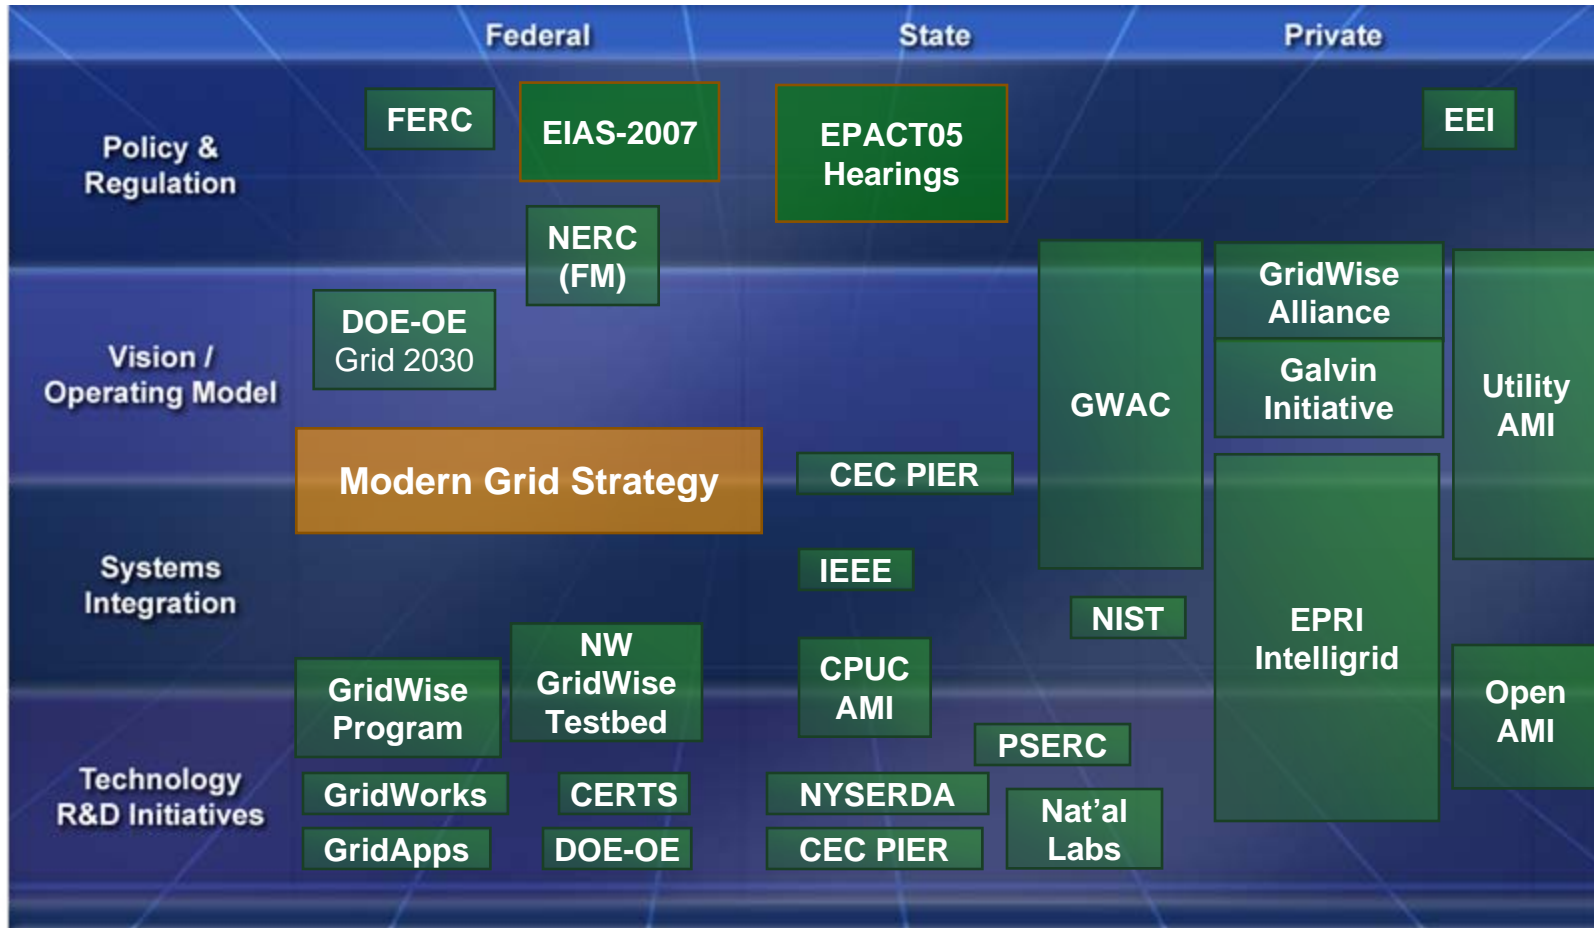 Federal
State
Private
Policy &
Regulation
FERC
EIAS-2007
EPACT05
Hearings
EEI
NERC
(FM)
Vision /
Operating Model
DOE-OE
Grid 2030
GWAC
GridWise
Alliance
Galvin
Initiative
Utility
AMI
Modern Grid Strategy
CEC PIER
Systems
Integration
IEEE
NIST
EPRI
Intelligrid
NW
GridWise
Testbed
CPUC
AMI
GridWise
Program
Open
AMI
Technology
R&D Initiatives
PSERC
GridWorks
CERTS
NYSERDA
Nat’al
Labs
GridApps
DOE-OE
CEC PIER